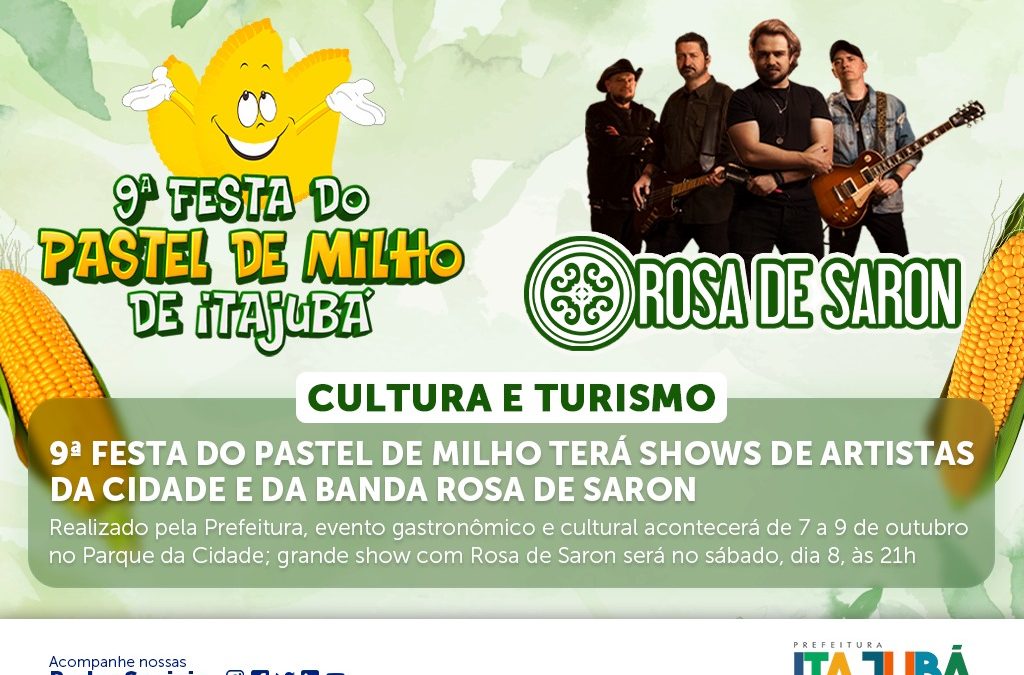 9ª FESTA DO
PASTEL DE MILHO
DE ITAJUBÁ
ROSA DE SARON
CULTURA E TURISMO
9ª FESTA DO PASTEL DE MILHO TERÁ SHOWS DE ARTISTAS
DA CIDADE E DA BANDA ROSA DE SARON
Realizado pela Prefeitura, evento gastronômico e cultural acontecerá de 7 a 9 de outubro
no Parque da Cidade; grande show com Rosa de Saron será no sábado, dia 8, às 21h
Acompanhe nossas
PREFEITURA
ITAJUBÁ